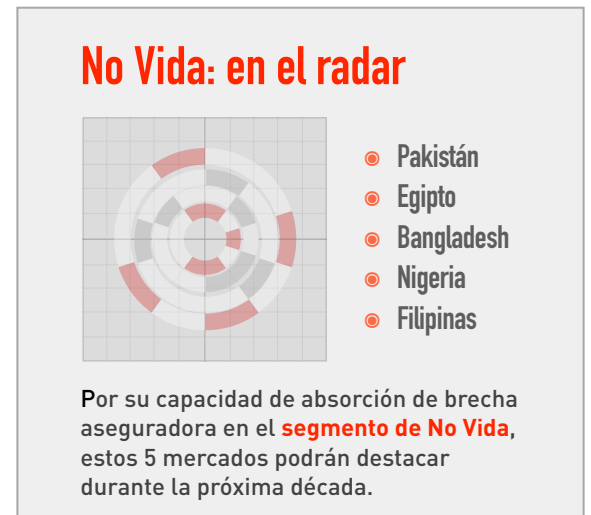 No Vida: en el radar
Pakistán
Egipto
Bangladesh
Nigeria
Filipinas
Por su capacidad de absorción de brecha
aseguradora en el segmento de No Vida,
estos 5 mercados podrán destacar
durante la próxima década.